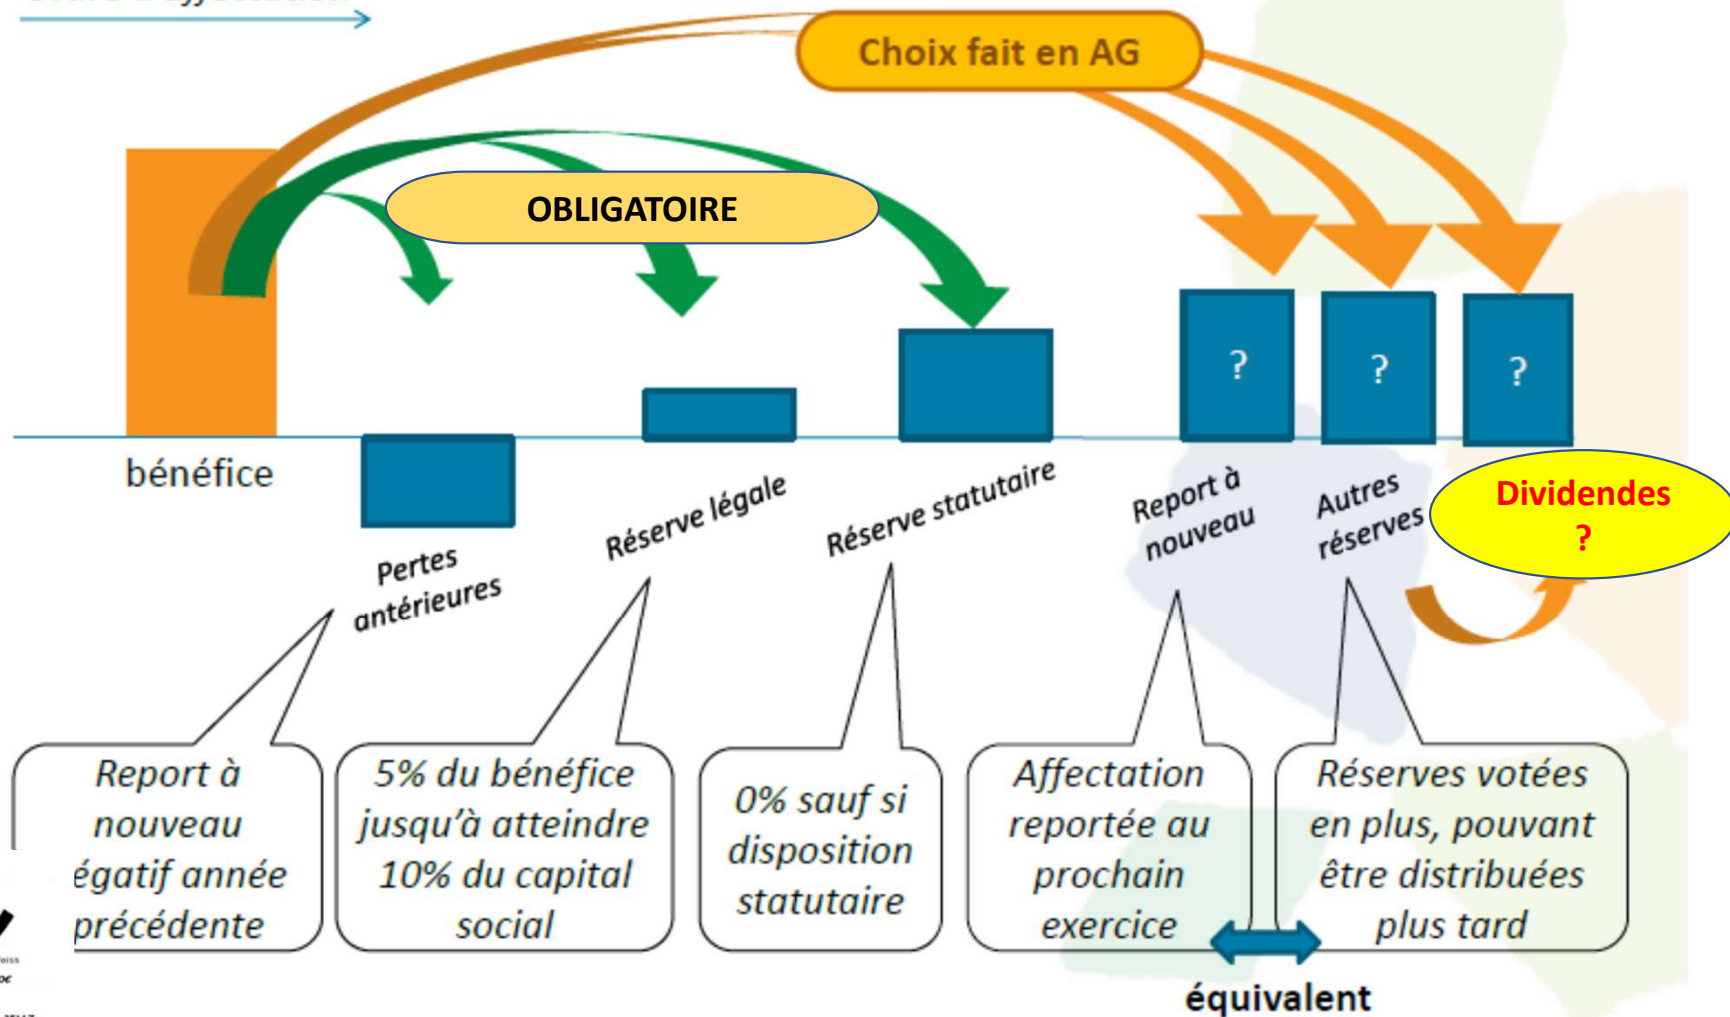 Ordre d'affectation
Choix fait en AG
OBLIGATOIRE
?
?
?
bénéfice
Pertes
antérieures
Réserve légale
Réserve statutaire
Report à
nouveau
Autres
réserves
Dividendes
?
Report à
nouveau
égatif année
précédente
5% du bénéfice
jusqu'à atteindre
10% du capital
social
0% sauf si
disposition
statutaire
Affectation
reportée au
prochain
exercice
Réserves votées
en plus, pouvant
être distribuées
plus tard
équivalent